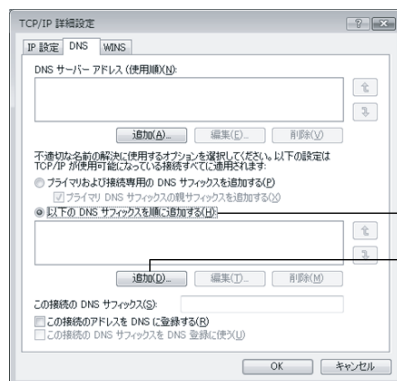 TCP/IP 詳細設定
IP 設定 DNS WINS
DNS サーバー アドレス (使用順)(N):
追加(A)... 編集(E)... 削除(V)
不適切な名前の解決に使用するオプションを選択してください。以下の設定は
TCP/IP が使用可能になっている接続すべてに適用されます:
プライマリおよび接続専用の DNS サフィックスを追加する(P)
プライマリ DNS サフィックスの親サフィックスを追加する(X)
以下の DNS サフィックスを順に追加する(H):
追加(D)... 編集(T)... 削除(M)
この接続の DNS サフィックス(S):
この接続のアドレスを DNS に登録する(R)
この接続の DNS サフィックスを DNS 登録に使う(U)
OK キャンセル